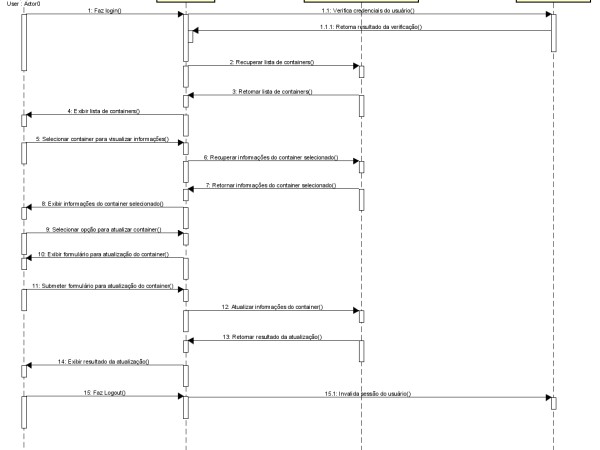 User : Actor0
1: Faz login()
1.1: Verifica credenciais do usuário()
1.1.1: Retorna resultado da verificação()
2: Recuperar lista de containers()
3: Retornar lista de containers()
4: Exibir lista de containers()
5: Selecionar container para visualizar informações()
6: Recuperar informações do container selecionado()
7: Retornar informações do container selecionado()
8: Exibir informações do container selecionado()
9: Selecionar opção para atualizar container()
10: Exibir formulário para atualização do container()
11: Submeter formulário para atualização do container()
12: Atualizar informações do container()
13: Retornar resultado da atualização()
14: Exibir resultado da atualização()
15: Faz Logout()
15.1: Invalida sessão do usuário()